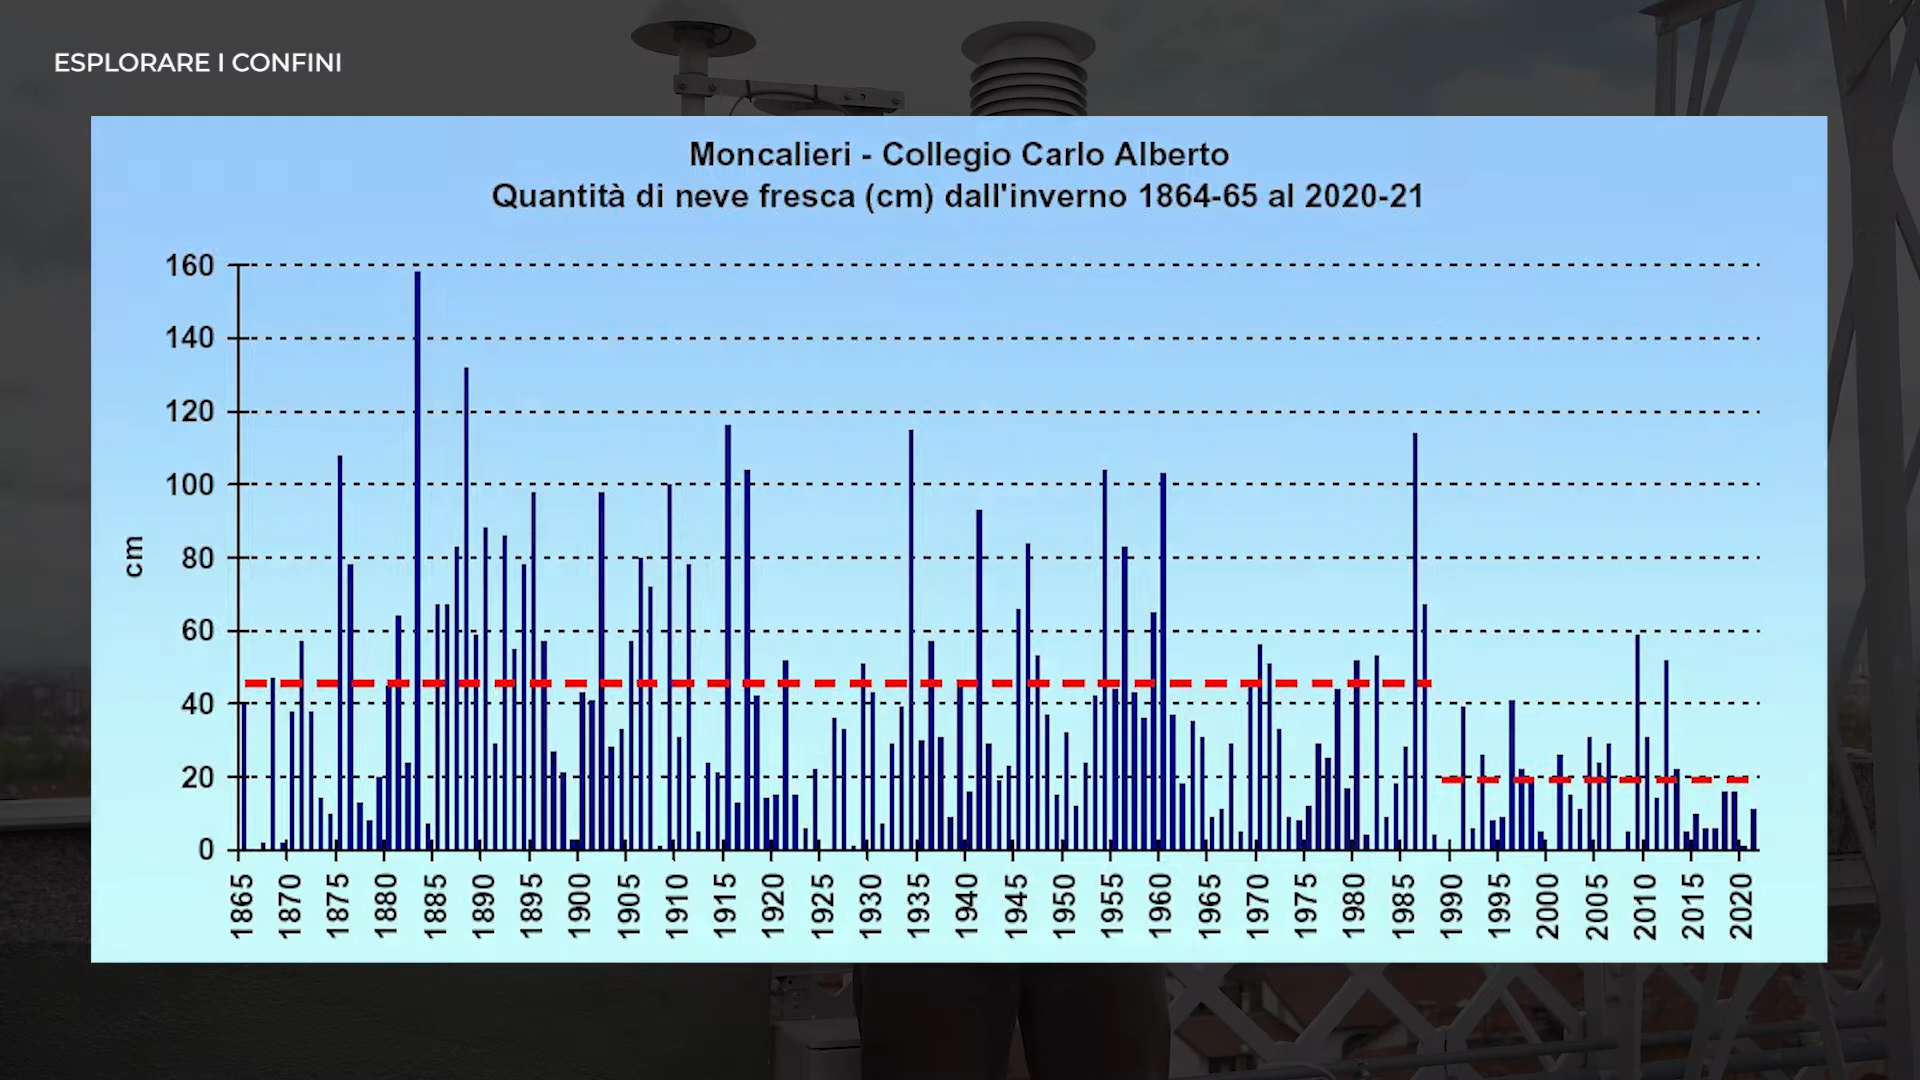 ESPLORARE I CONFINI
Moncalieri - Collegio Carlo Alberto
Quantità di neve fresca (cm) dall'inverno 1864-65 al 2020-21
160
140
120
100
80
60
40
20
0
cm
1865 1870 1875 1880 1885 1890 1895 1900 1905 1910 1915 1920 1925 1930 1935 1940 1945 1950 1955 1960 1965 1970 1975 1980 1985 1990 1995 2000 2005 2010 2015 2020